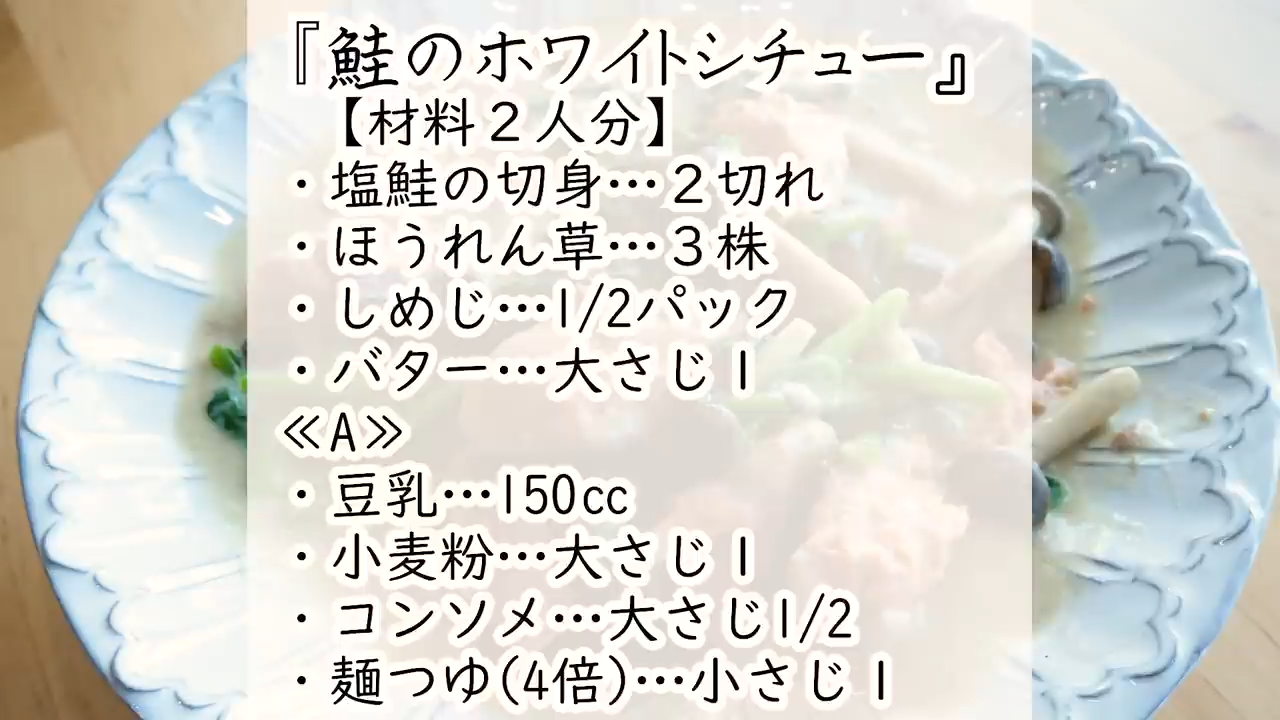 『鮭のホワイトシチュー』
【材料２人分】
・塩鮭の切身…２切れ
・ほうれん草…３株
・しめじ…1/2パック
・バター…大さじ１
≪A≫
・豆乳…150cc
・小麦粉…大さじ１
・コンソメ…大さじ1/2
・麺つゆ(4倍)…小さじ１